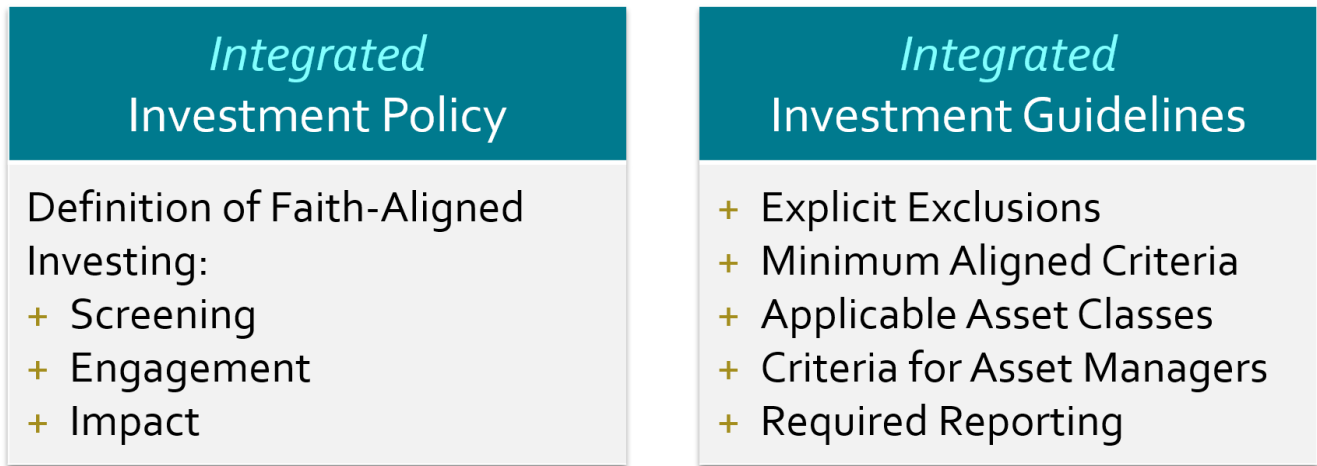 Integrated
Investment Policy
Definition of Faith-Aligned
Investing:
+ Screening
+ Engagement
+ Impact
Integrated
Investment Guidelines
+ Explicit Exclusions
+ Minimum Aligned Criteria
+ Applicable Asset Classes
+ Criteria for Asset Managers
+ Required Reporting